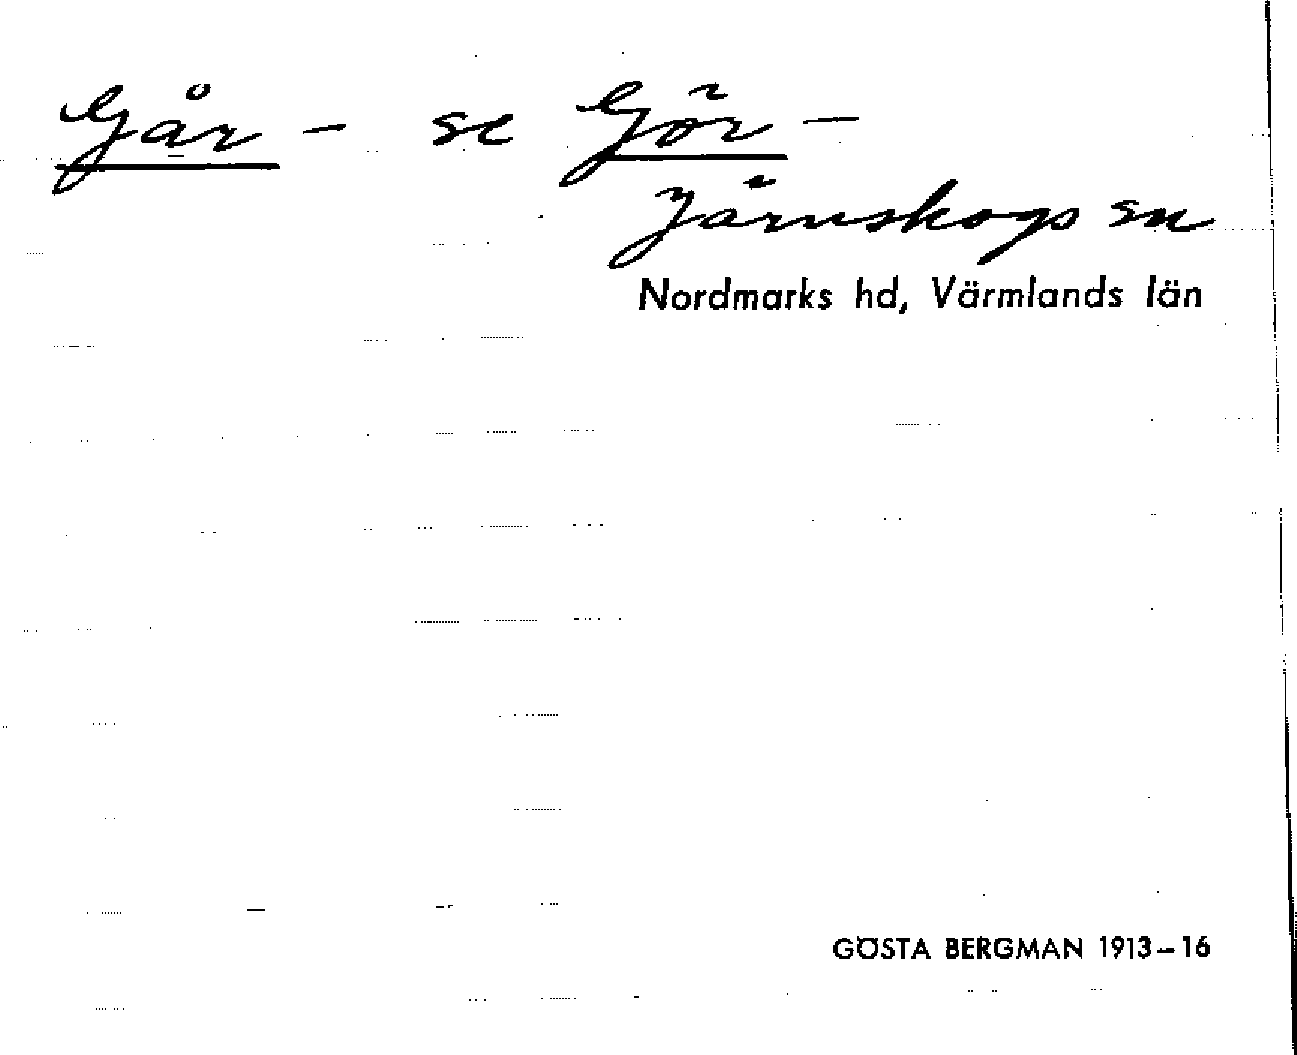 Går - se Gör -
Järnskogs sn
Nordmarks hd, Värmlands län
GÖSTA BERGMAN 1913–16